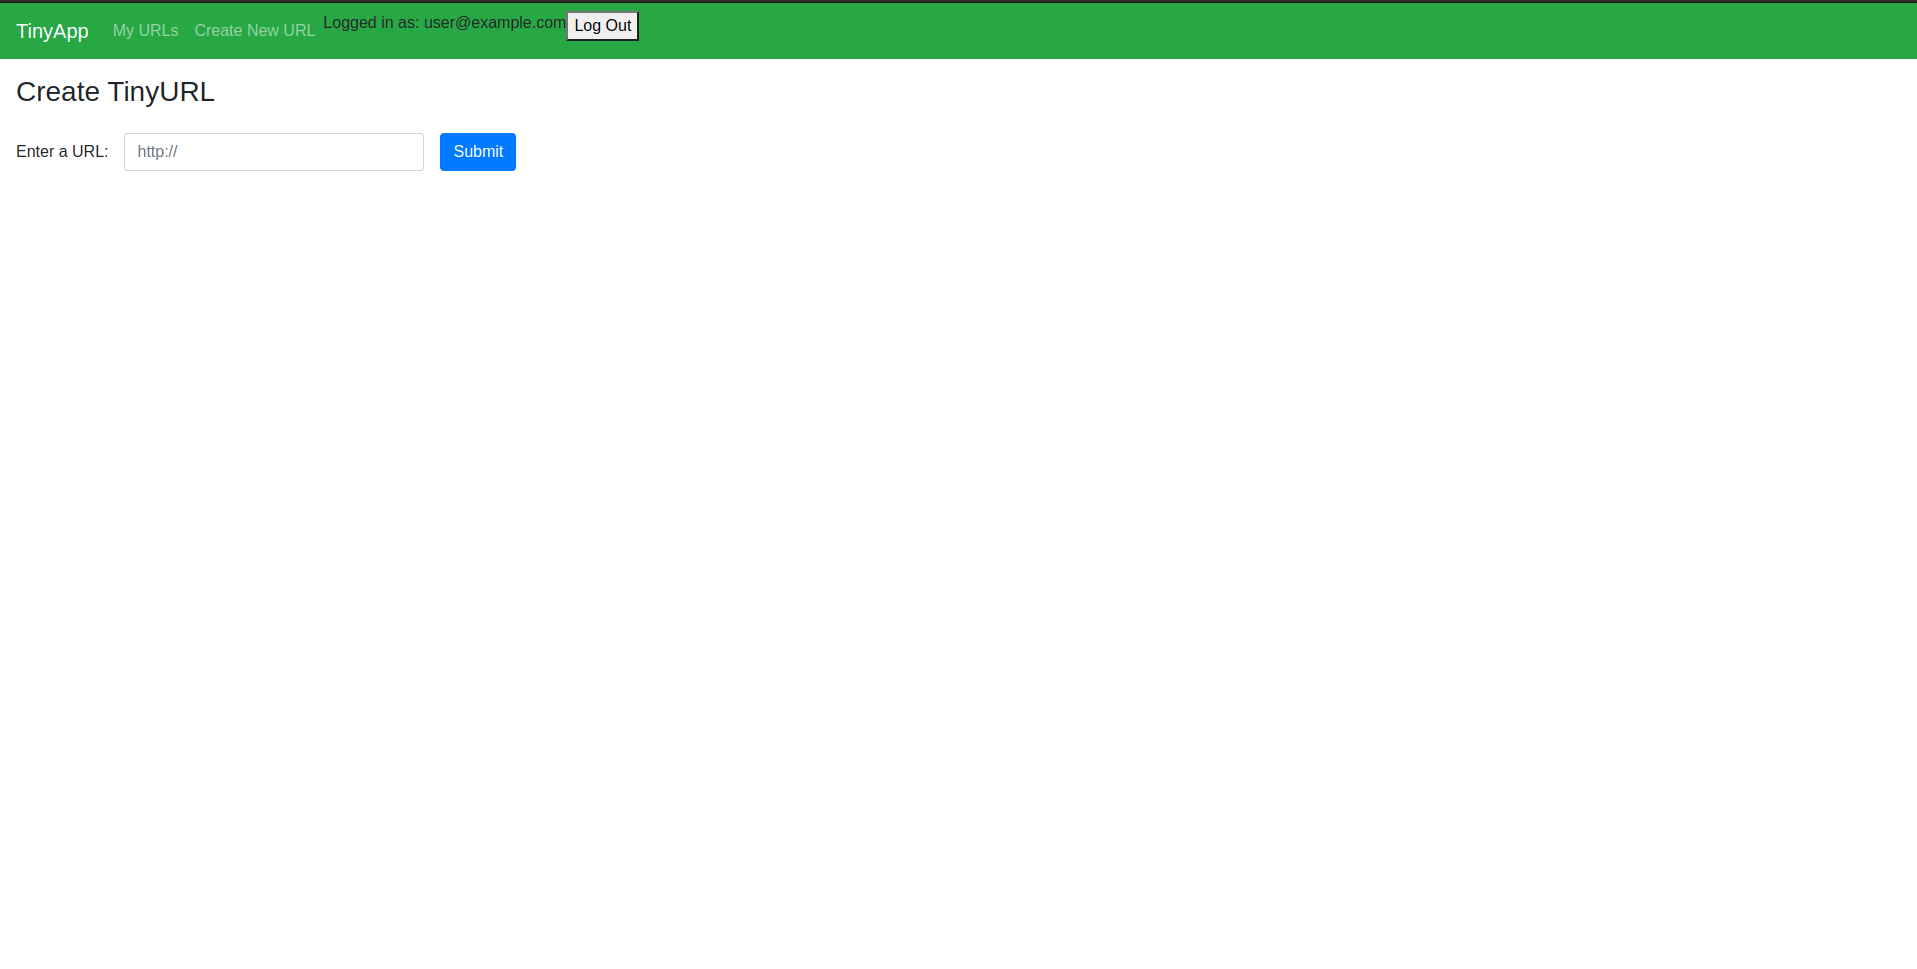 TinyApp My URLs Create New URL Logged in as: user@example.com Log Out
Create TinyURL
Enter a URL: http:// Submit